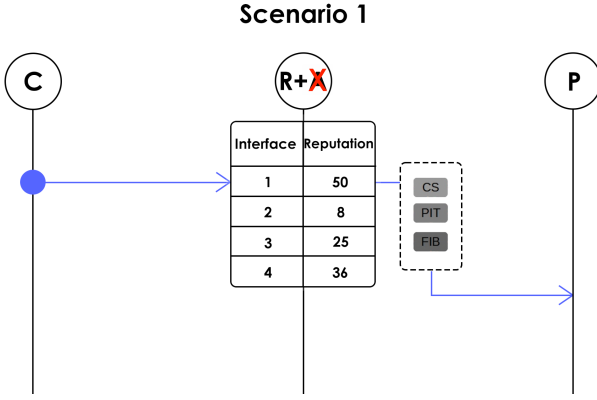 Scenario 1
C
R+A
P
Interface Reputation
1 50
CS
2 8
PIT
3 25
FIB
4 36